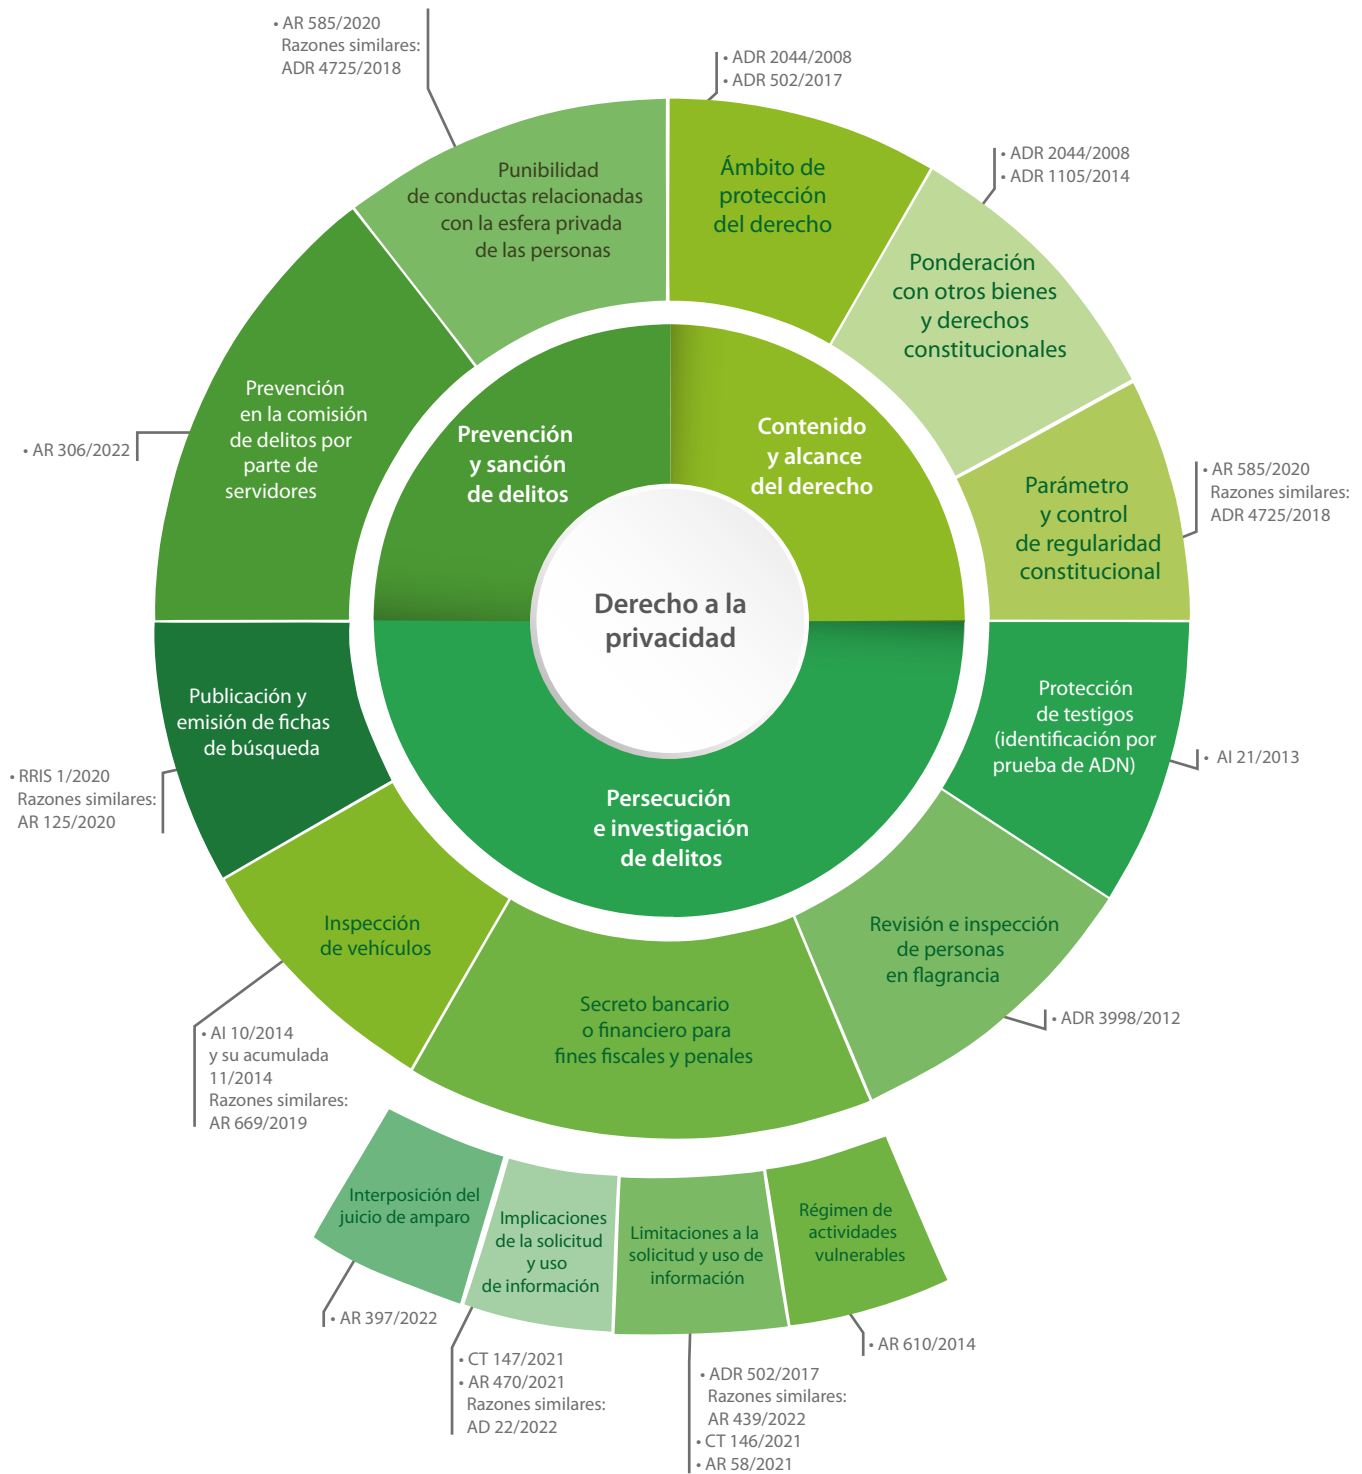 • AR 585/2020
Razones similares:
ADR 4725/2018
• ADR 2044/2008
• ADR 502/2017
• ADR 2044/2008
• ADR 1105/2014
Punibilidad
de conductas relacionadas
con la esfera privada
de las personas
Ámbito de
protección
del derecho
Ponderación
con otros bienes
y derechos
constitucionales
Prevención
en la comisión
de delitos por
parte de
servidores
• AR 306/2022
Prevención
y sanción
de delitos
Contenido
y alcance
del derecho
Parámetro
y control
de regularidad
constitucional
• AR 585/2020
Razones similares:
ADR 4725/2018
Derecho a la
privacidad
Publicación y
emisión de fichas
de búsqueda
• RRIS 1/2020
Razones similares:
AR 125/2020
Protección
de testigos
(identificación por
prueba de ADN)
• AI 21/2013
Persecución
e investigación
de delitos
Inspección
de vehículos
• AI 10/2014
y su acumulada
11/2014
Razones similares:
AR 669/2019
Secreto bancario
o financiero para
fines fiscales y penales
Revisión e inspección
de personas
en flagrancia
• ADR 3998/2012
Interposición del
juicio de amparo
Implicaciones
de la solicitud
y uso
de información
Limitaciones a la
solicitud y uso de
información
Régimen de
actividades
vulnerables
• AR 397/2022
• CT 147/2021
• AR 470/2021
Razones similares:
AD 22/2022
• ADR 502/2017
Razones similares:
AR 439/2022
• CT 146/2021
• AR 58/2021
• AR 610/2014